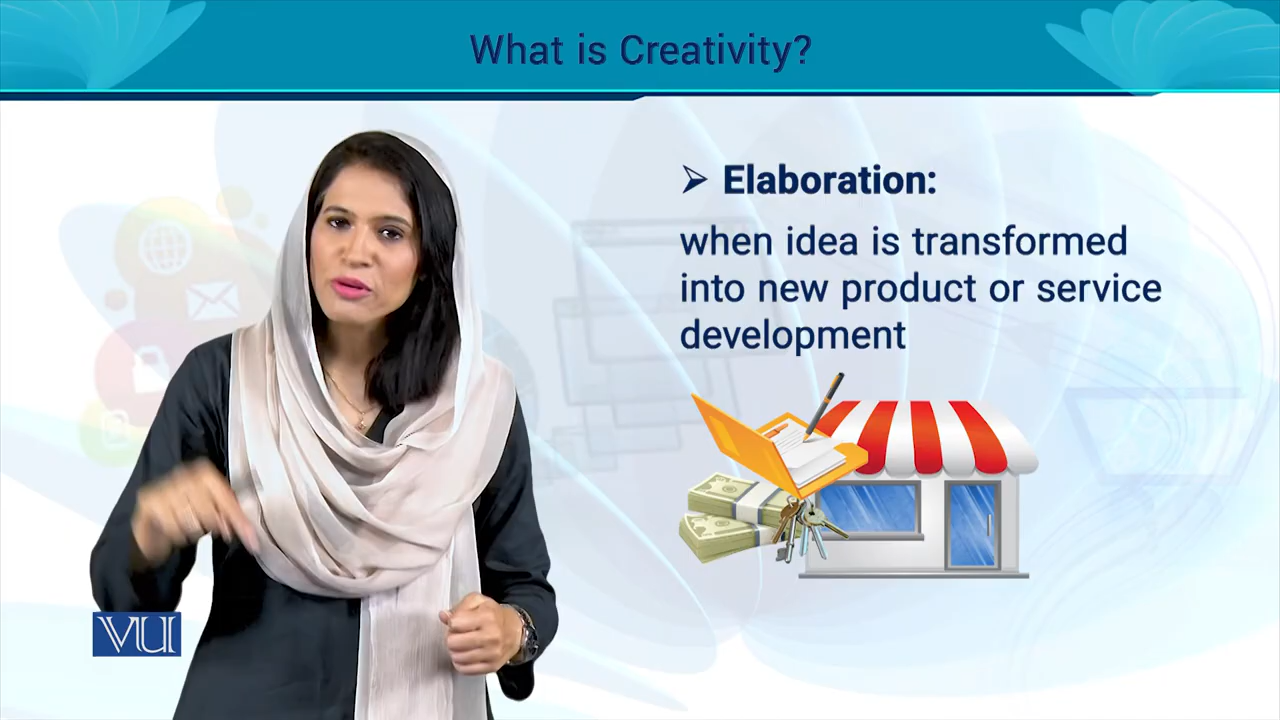 What is Creativity?
➢ Elaboration:
when idea is transformed
into new product or service
development
VU